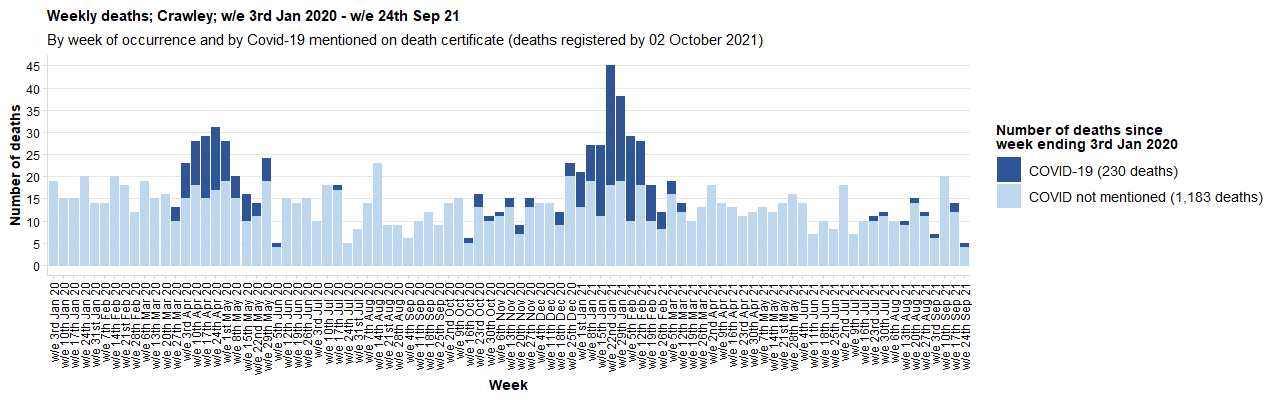 Weekly deaths; Crawley; w/e 3rd Jan 2020 - w/e 24th Sep 21
By week of occurrence and by Covid-19 mentioned on death certificate (deaths registered by 02 October 2021)
Number of deaths
45
40
35
30
25
20
15
10
5
0
w/e 3rd Jan 20
w/e 10th Jan 20
w/e 17th Jan 20
w/e 24th Jan 20
w/e 31st Jan 20
w/e 7th Feb 20
w/e 14th Feb 20
w/e 21st Feb 20
w/e 28th Feb 20
w/e 6th Mar 20
w/e 13th Mar 20
w/e 20th Mar 20
w/e 27th Mar 20
w/e 3rd Apr 20
w/e 10th Apr 20
w/e 17th Apr 20
w/e 24th Apr 20
w/e 1st May 20
w/e 8th May 20
w/e 15th May 20
w/e 22nd May 20
w/e 29th May 20
w/e 5th Jun 20
w/e 12th Jun 20
w/e 19th Jun 20
w/e 26th Jun 20
w/e 3rd Jul 20
w/e 10th Jul 20
w/e 17th Jul 20
w/e 24th Jul 20
w/e 31st Jul 20
w/e 7th Aug 20
w/e 14th Aug 20
w/e 21st Aug 20
w/e 28th Aug 20
w/e 4th Sep 20
w/e 11th Sep 20
w/e 18th Sep 20
w/e 25th Sep 20
w/e 2nd Oct 20
w/e 9th Oct 20
w/e 16th Oct 20
w/e 23rd Oct 20
w/e 30th Oct 20
w/e 6th Nov 20
w/e 13th Nov 20
w/e 20th Nov 20
w/e 27th Nov 20
w/e 4th Dec 20
w/e 11th Dec 20
w/e 18th Dec 20
w/e 25th Dec 20
w/e 1st Jan 21
w/e 8th Jan 21
w/e 15th Jan 21
w/e 22nd Jan 21
w/e 29th Jan 21
w/e 5th Feb 21
w/e 12th Feb 21
w/e 19th Feb 21
w/e 26th Feb 21
w/e 5th Mar 21
w/e 12th Mar 21
w/e 19th Mar 21
w/e 26th Mar 21
w/e 2nd Apr 21
w/e 9th Apr 21
w/e 16th Apr 21
w/e 23rd Apr 21
w/e 30th Apr 21
w/e 7th May 21
w/e 14th May 21
w/e 21st May 21
w/e 28th May 21
w/e 4th Jun 21
w/e 11th Jun 21
w/e 18th Jun 21
w/e 25th Jun 21
w/e 2nd Jul 21
w/e 9th Jul 21
w/e 16th Jul 21
w/e 23rd Jul 21
w/e 30th Jul 21
w/e 6th Aug 21
w/e 13th Aug 21
w/e 20th Aug 21
w/e 27th Aug 21
w/e 3rd Sep 21
w/e 10th Sep 21
w/e 17th Sep 21
w/e 24th Sep 21
Week
Number of deaths since
week ending 3rd Jan 2020
COVID-19 (230 deaths)
COVID not mentioned (1,183 deaths)